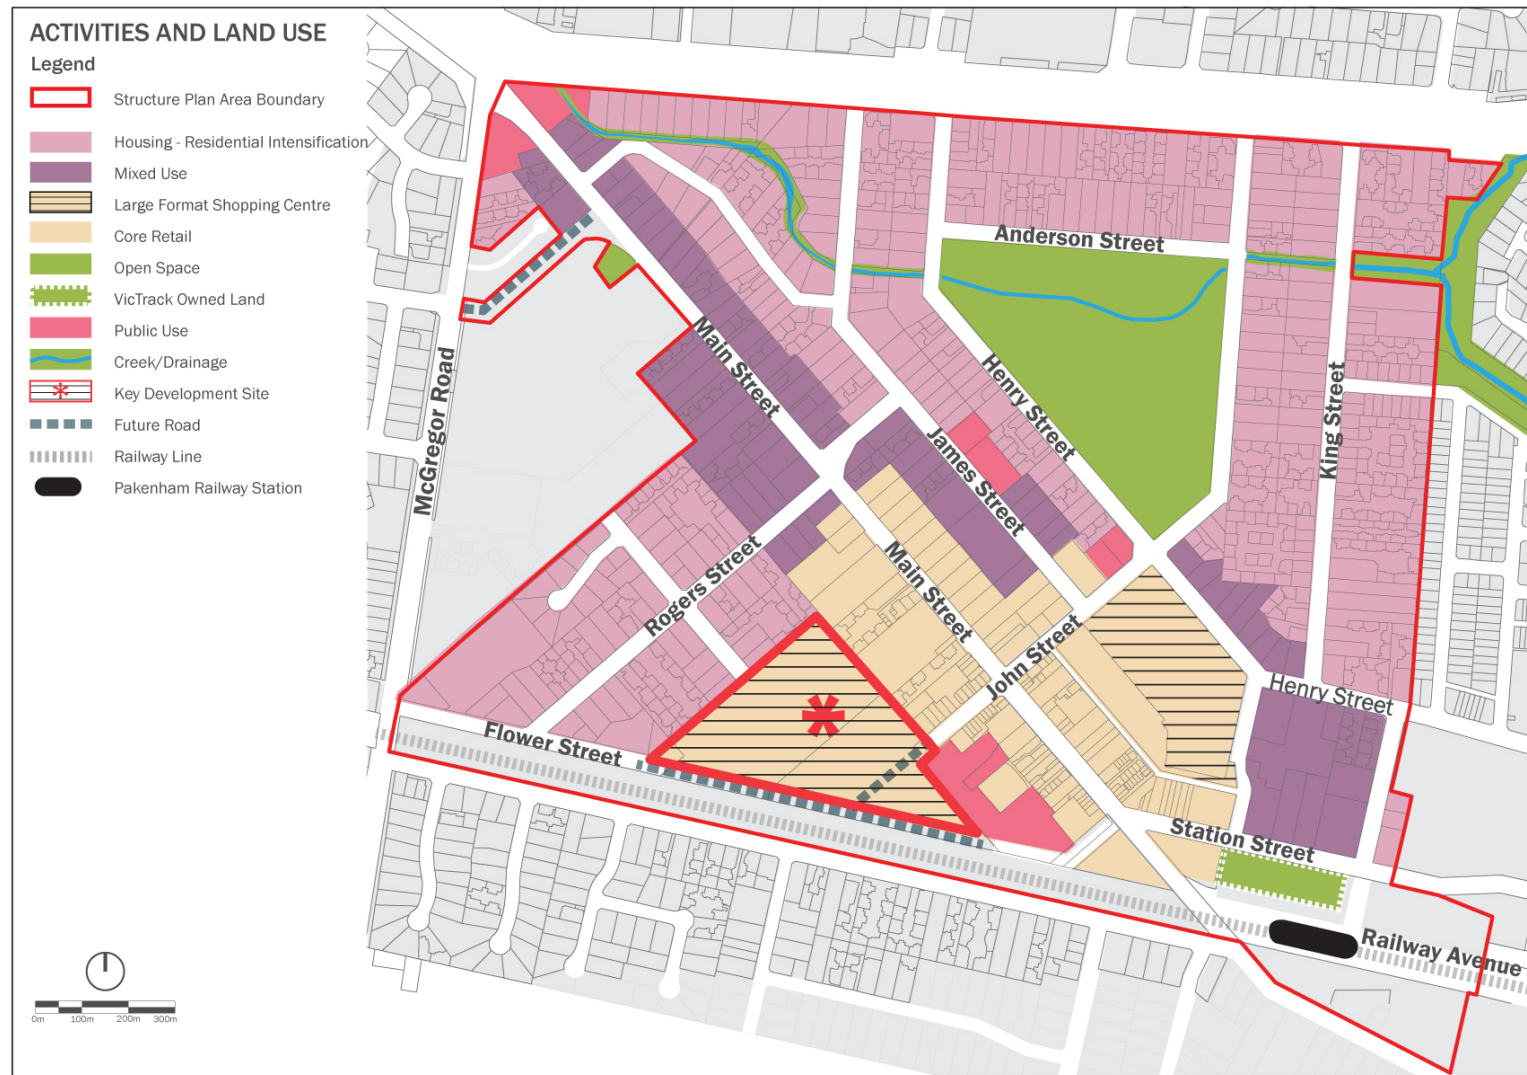 ACTIVITIES AND LAND USE
Legend
Structure Plan Area Boundary
Housing - Residential Intensification
Mixed Use
Large Format Shopping Centre
Core Retail
Open Space
VicTrack Owned Land
Public Use
Creek/Drainage
Key Development Site
Future Road
Railway Line
Pakenham Railway Station
0m 100m 200m 300m
Anderson Street
Main Street
McGregor Road
Henry Street
King Street
James Street
Rogers Street
Main Street
John Street
Henry Street
Flower Street
Station Street
Railway Avenue